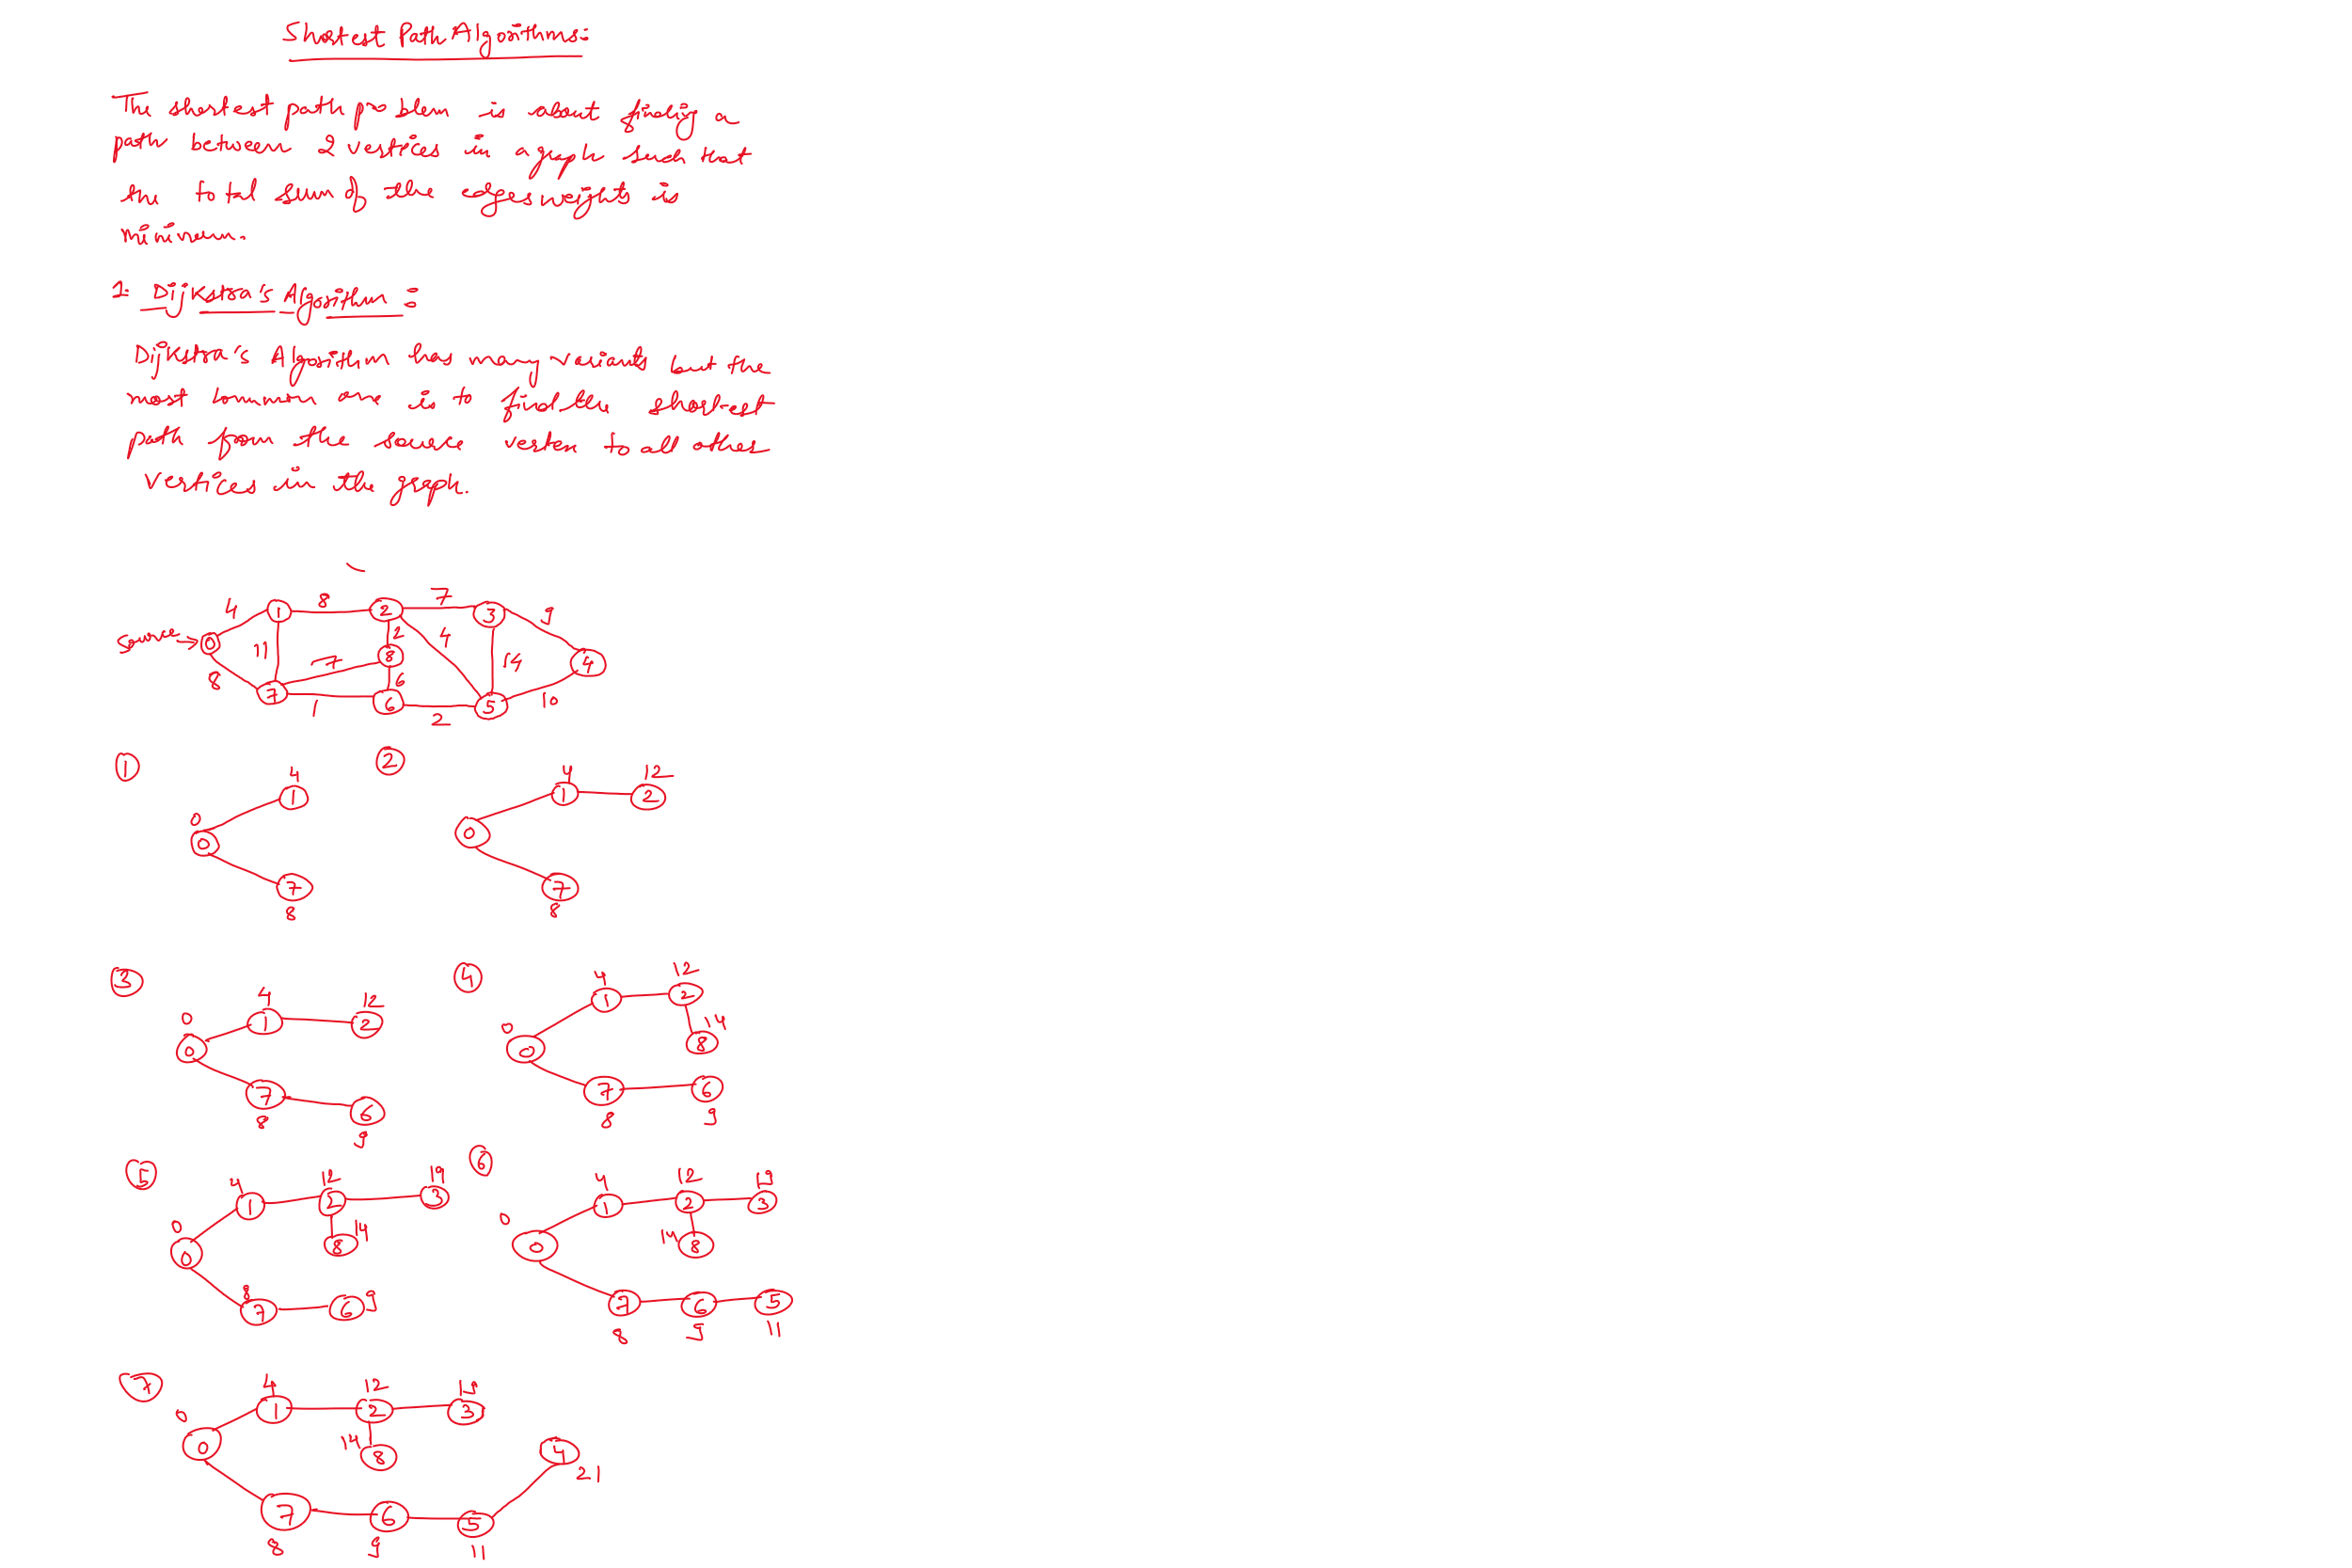 Shortest Path Algorithms:
The shortest path problem is about finding a
path between 2 vertices in a graph such that
the total sum of the edges weights is
minimum.
1. Dijkstra's Algorithm :
Dijkstra's Algorithm has many variants but the
most common one is to find the shortest
path from the source vertex to all other
vertices in the graph.
4 1 8 2 7 3 9
Source → 0 11 2 4 14 4
8 7 8
8 7 6 6 5 10
1 2
1 2
4 4 12
1 1 2
0
0 0
7 7
8 8
3 4
4 12 4 12
0 1 2 0 1 2
14
0 0 8
7 6 7 6
8 9 8 9
5 6
4 12 19 4 12 19
1 2 3 1 2 3
0 14 0 14
0 8 0 8
8 9
7 6 7 6 5
8 9 11
7
4 12 19
0 1 2 3
0 14 8 4
21
7 6 5
8 9 11